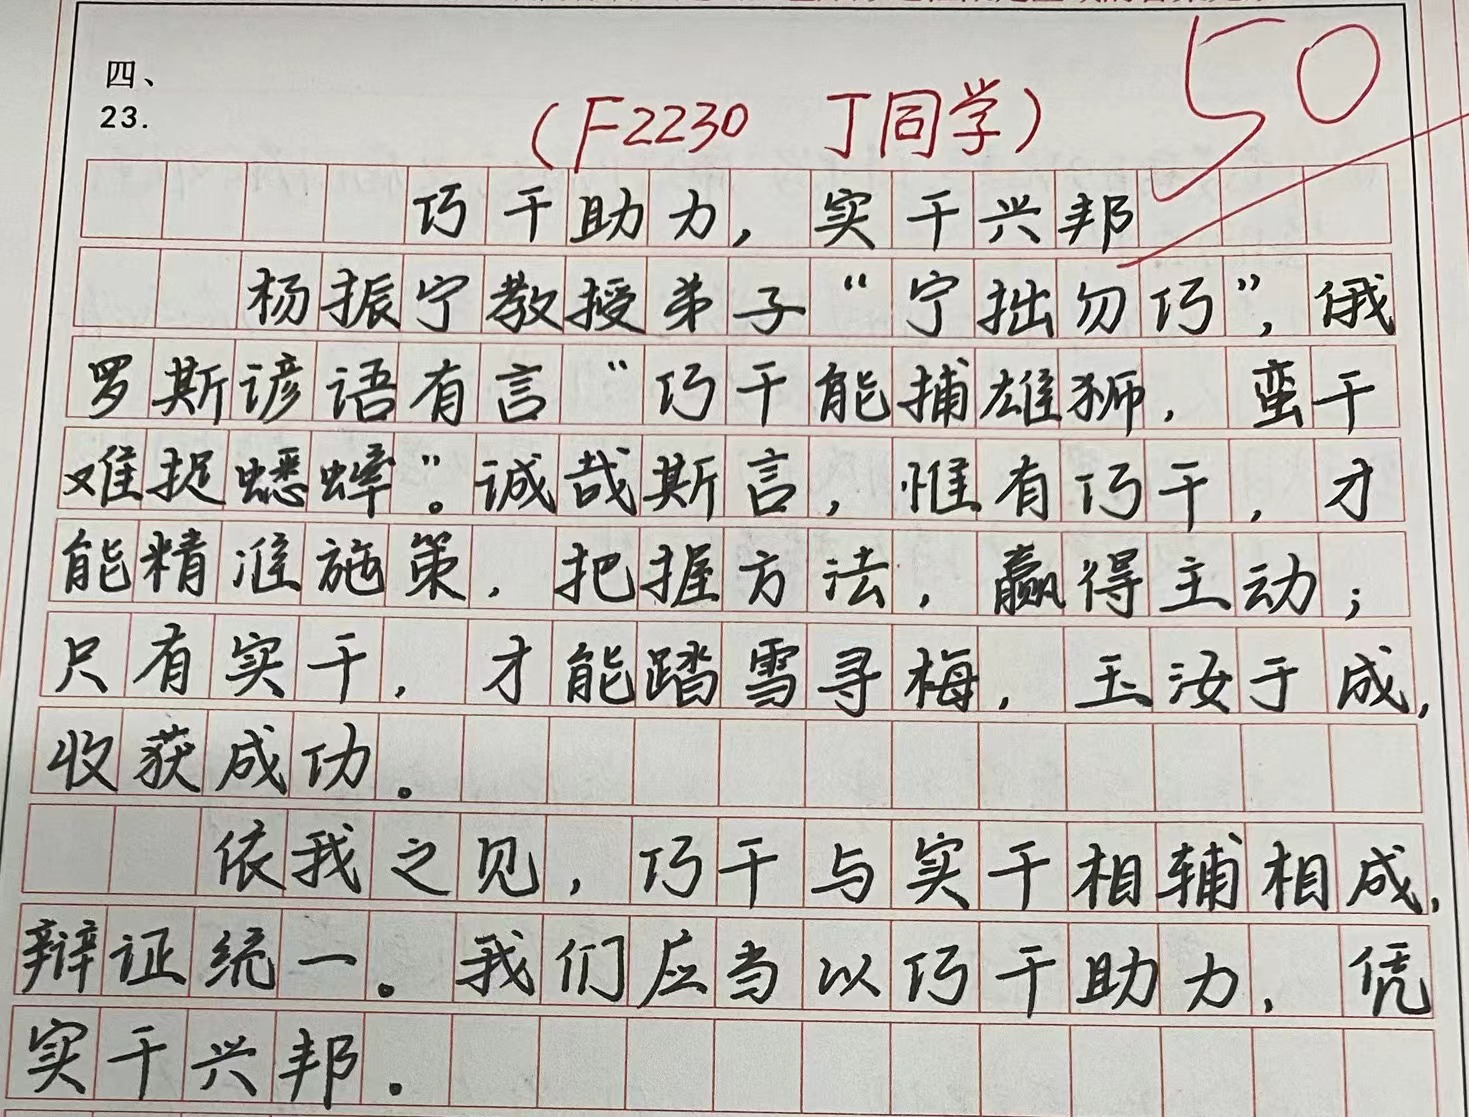 四、
23.
(F2230 丁同学)
50
巧干助力，实干兴邦
杨振宁教授弟子“宁拙勿巧”，俄
罗斯谚语有言“巧干能捕雄狮，蛮干
难捉蟋蟀”。诚哉斯言，惟有巧干，才
能精准施策，把握方法，赢得主动；
只有实干，才能踏雪寻梅，玉汝于成，
收获成功。
依我之见，巧干与实干相辅相成，
辩证统一。我们应当以巧干助力，凭
实干兴邦。